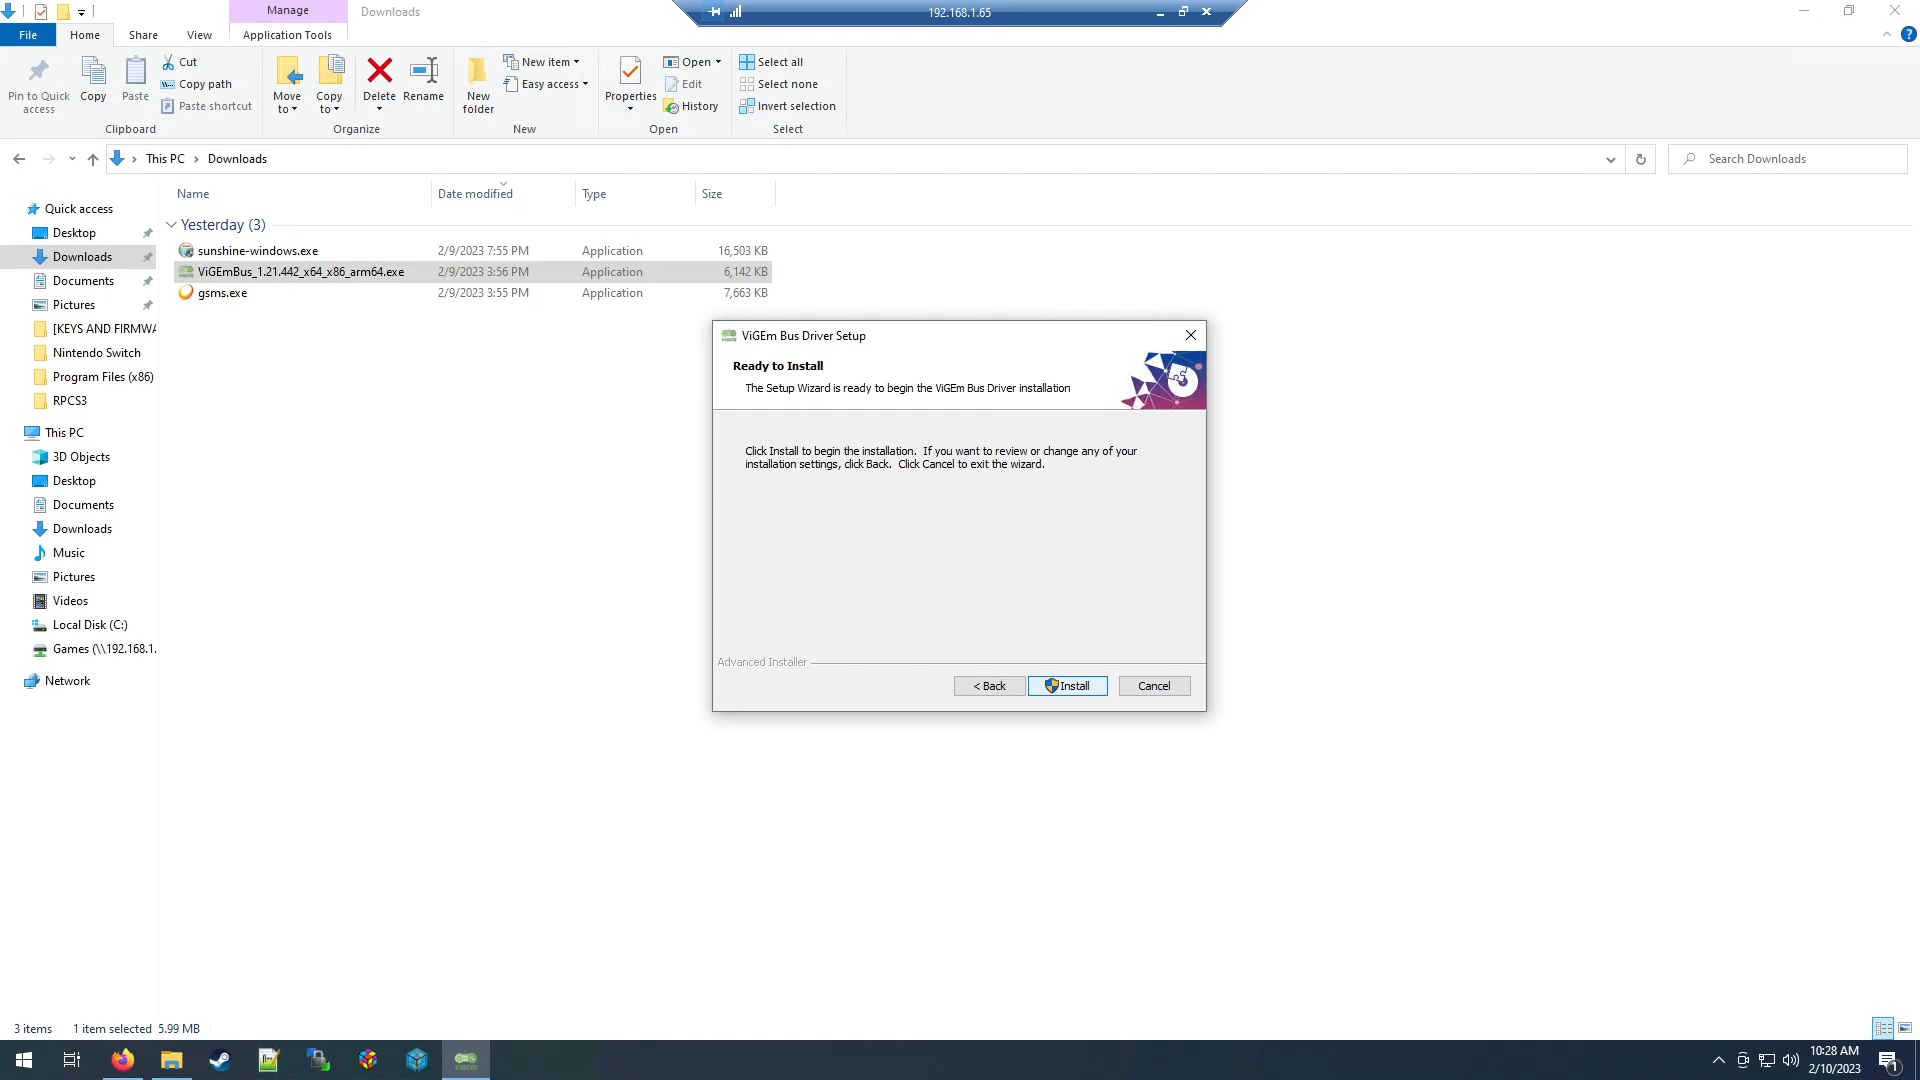 Manage
Downloads
192.168.1.65
File
Home
Share
View
Application Tools
Pin to Quick access
Copy
Paste
Cut
Copy path
Paste shortcut
Clipboard
Move to
Copy to
Delete
Rename
Organize
New folder
New item
Easy access
New
Properties
Open
Edit
History
Open
Select all
Select none
Invert selection
Select
This PC > Downloads
Search Downloads
Name
Date modified
Type
Size
Yesterday (3)
sunshine-windows.exe 2/9/2023 7:55 PM Application 16,503 KB
ViGEmBus_1.21.442_x64_x86_arm64.exe 2/9/2023 3:56 PM Application 6,142 KB
gsms.exe 2/9/2023 3:55 PM Application 7,663 KB
Quick access
Desktop
Downloads
Documents
Pictures
[KEYS AND FIRMWA
Nintendo Switch
Program Files (x86)
RPCS3
This PC
3D Objects
Desktop
Documents
Downloads
Music
Pictures
Videos
Local Disk (C:)
Games (\\192.168.1.
Network
ViGEm Bus Driver Setup
Ready to Install
The Setup Wizard is ready to begin the ViGEm Bus Driver installation
Click Install to begin the installation. If you want to review or change any of your
installation settings, click Back. Click Cancel to exit the wizard.
Advanced Installer
< Back
Install
Cancel
3 items
1 item selected 5.99 MB
10:28 AM
2/10/2023
1